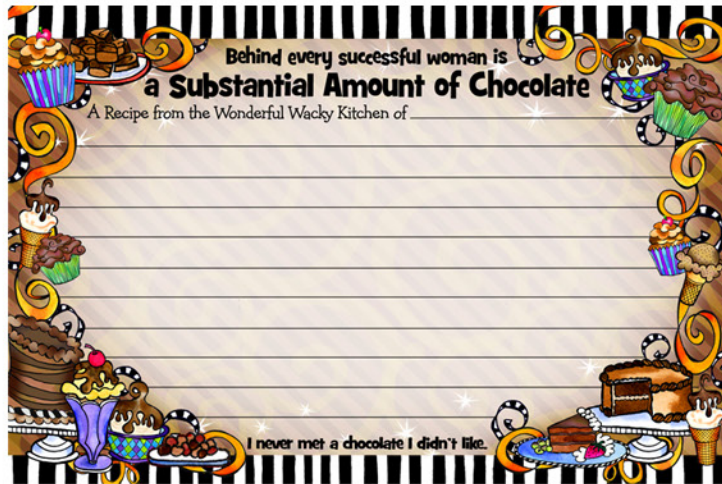 Behind every successful woman is
a Substantial Amount of Chocolate
A Recipe from the Wonderful Wacky Kitchen of
I never met a chocolate I didn't like.